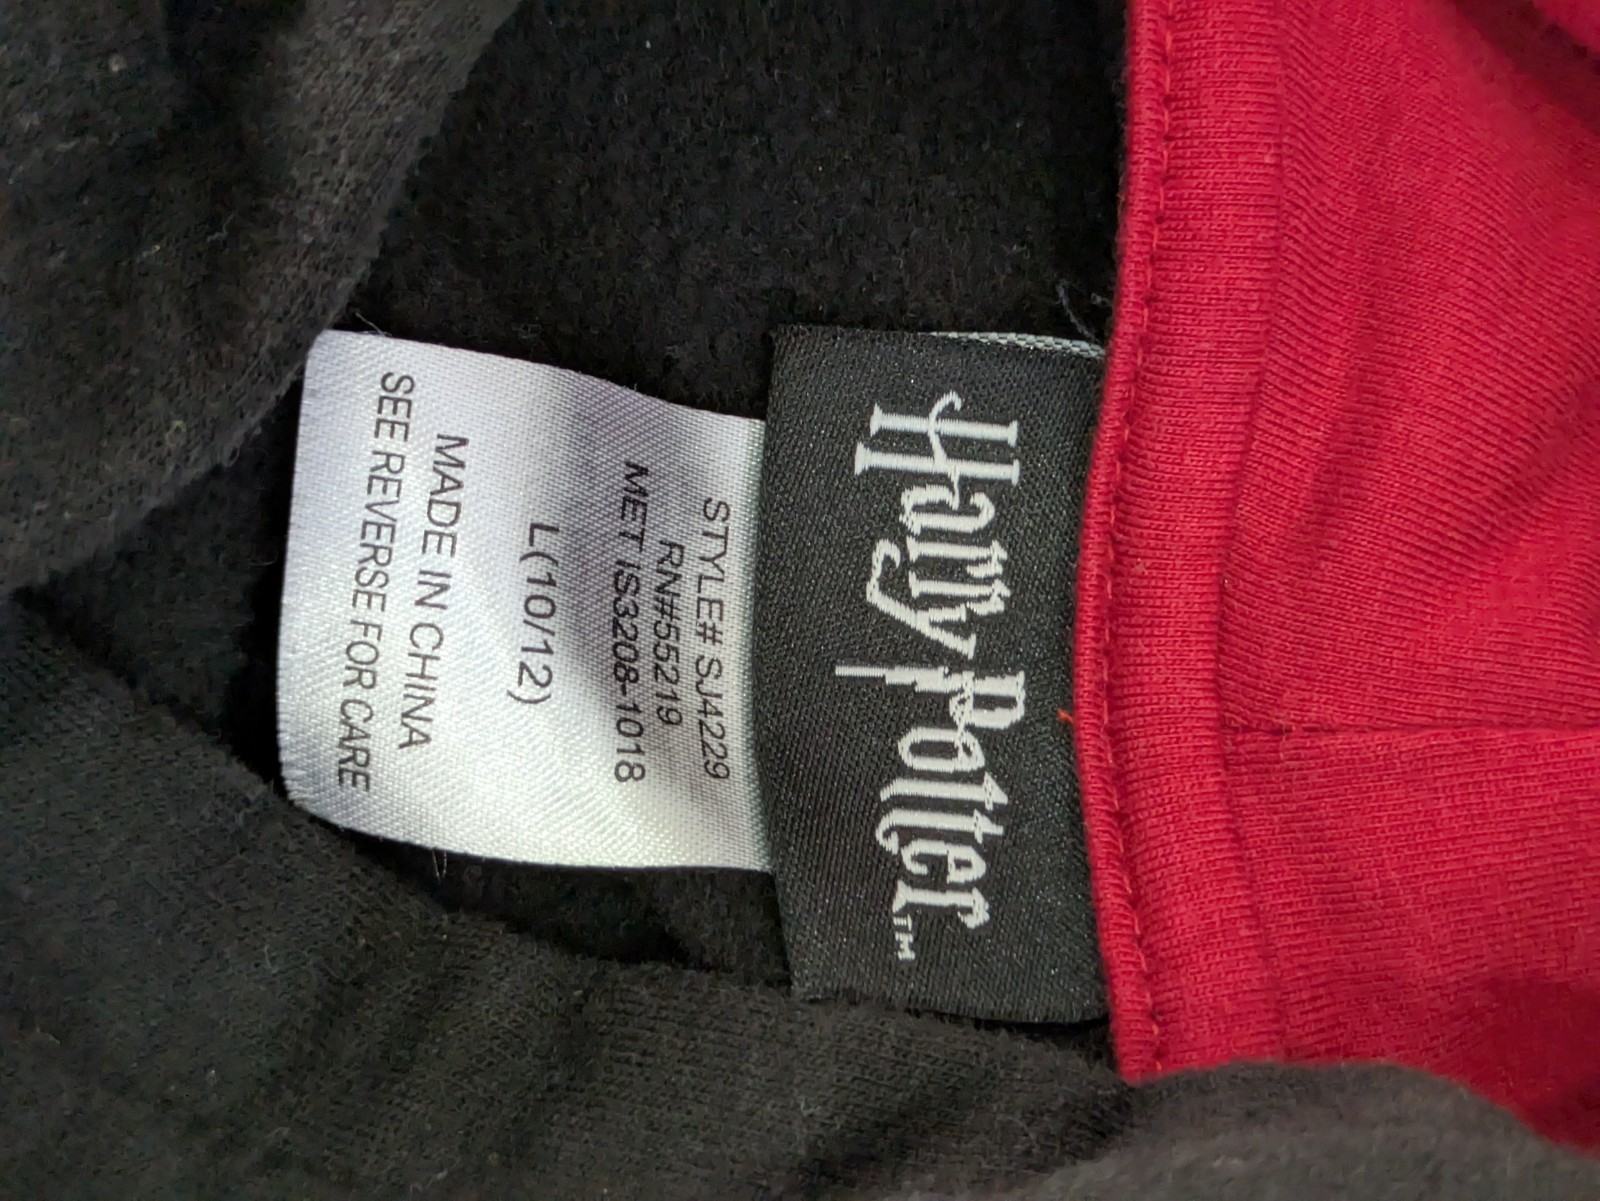 Harry Potter™
STYLE# SJ4229
RN#55219
MET IS3208-1018
L(10/12)
MADE IN CHINA
SEE REVERSE FOR CARE